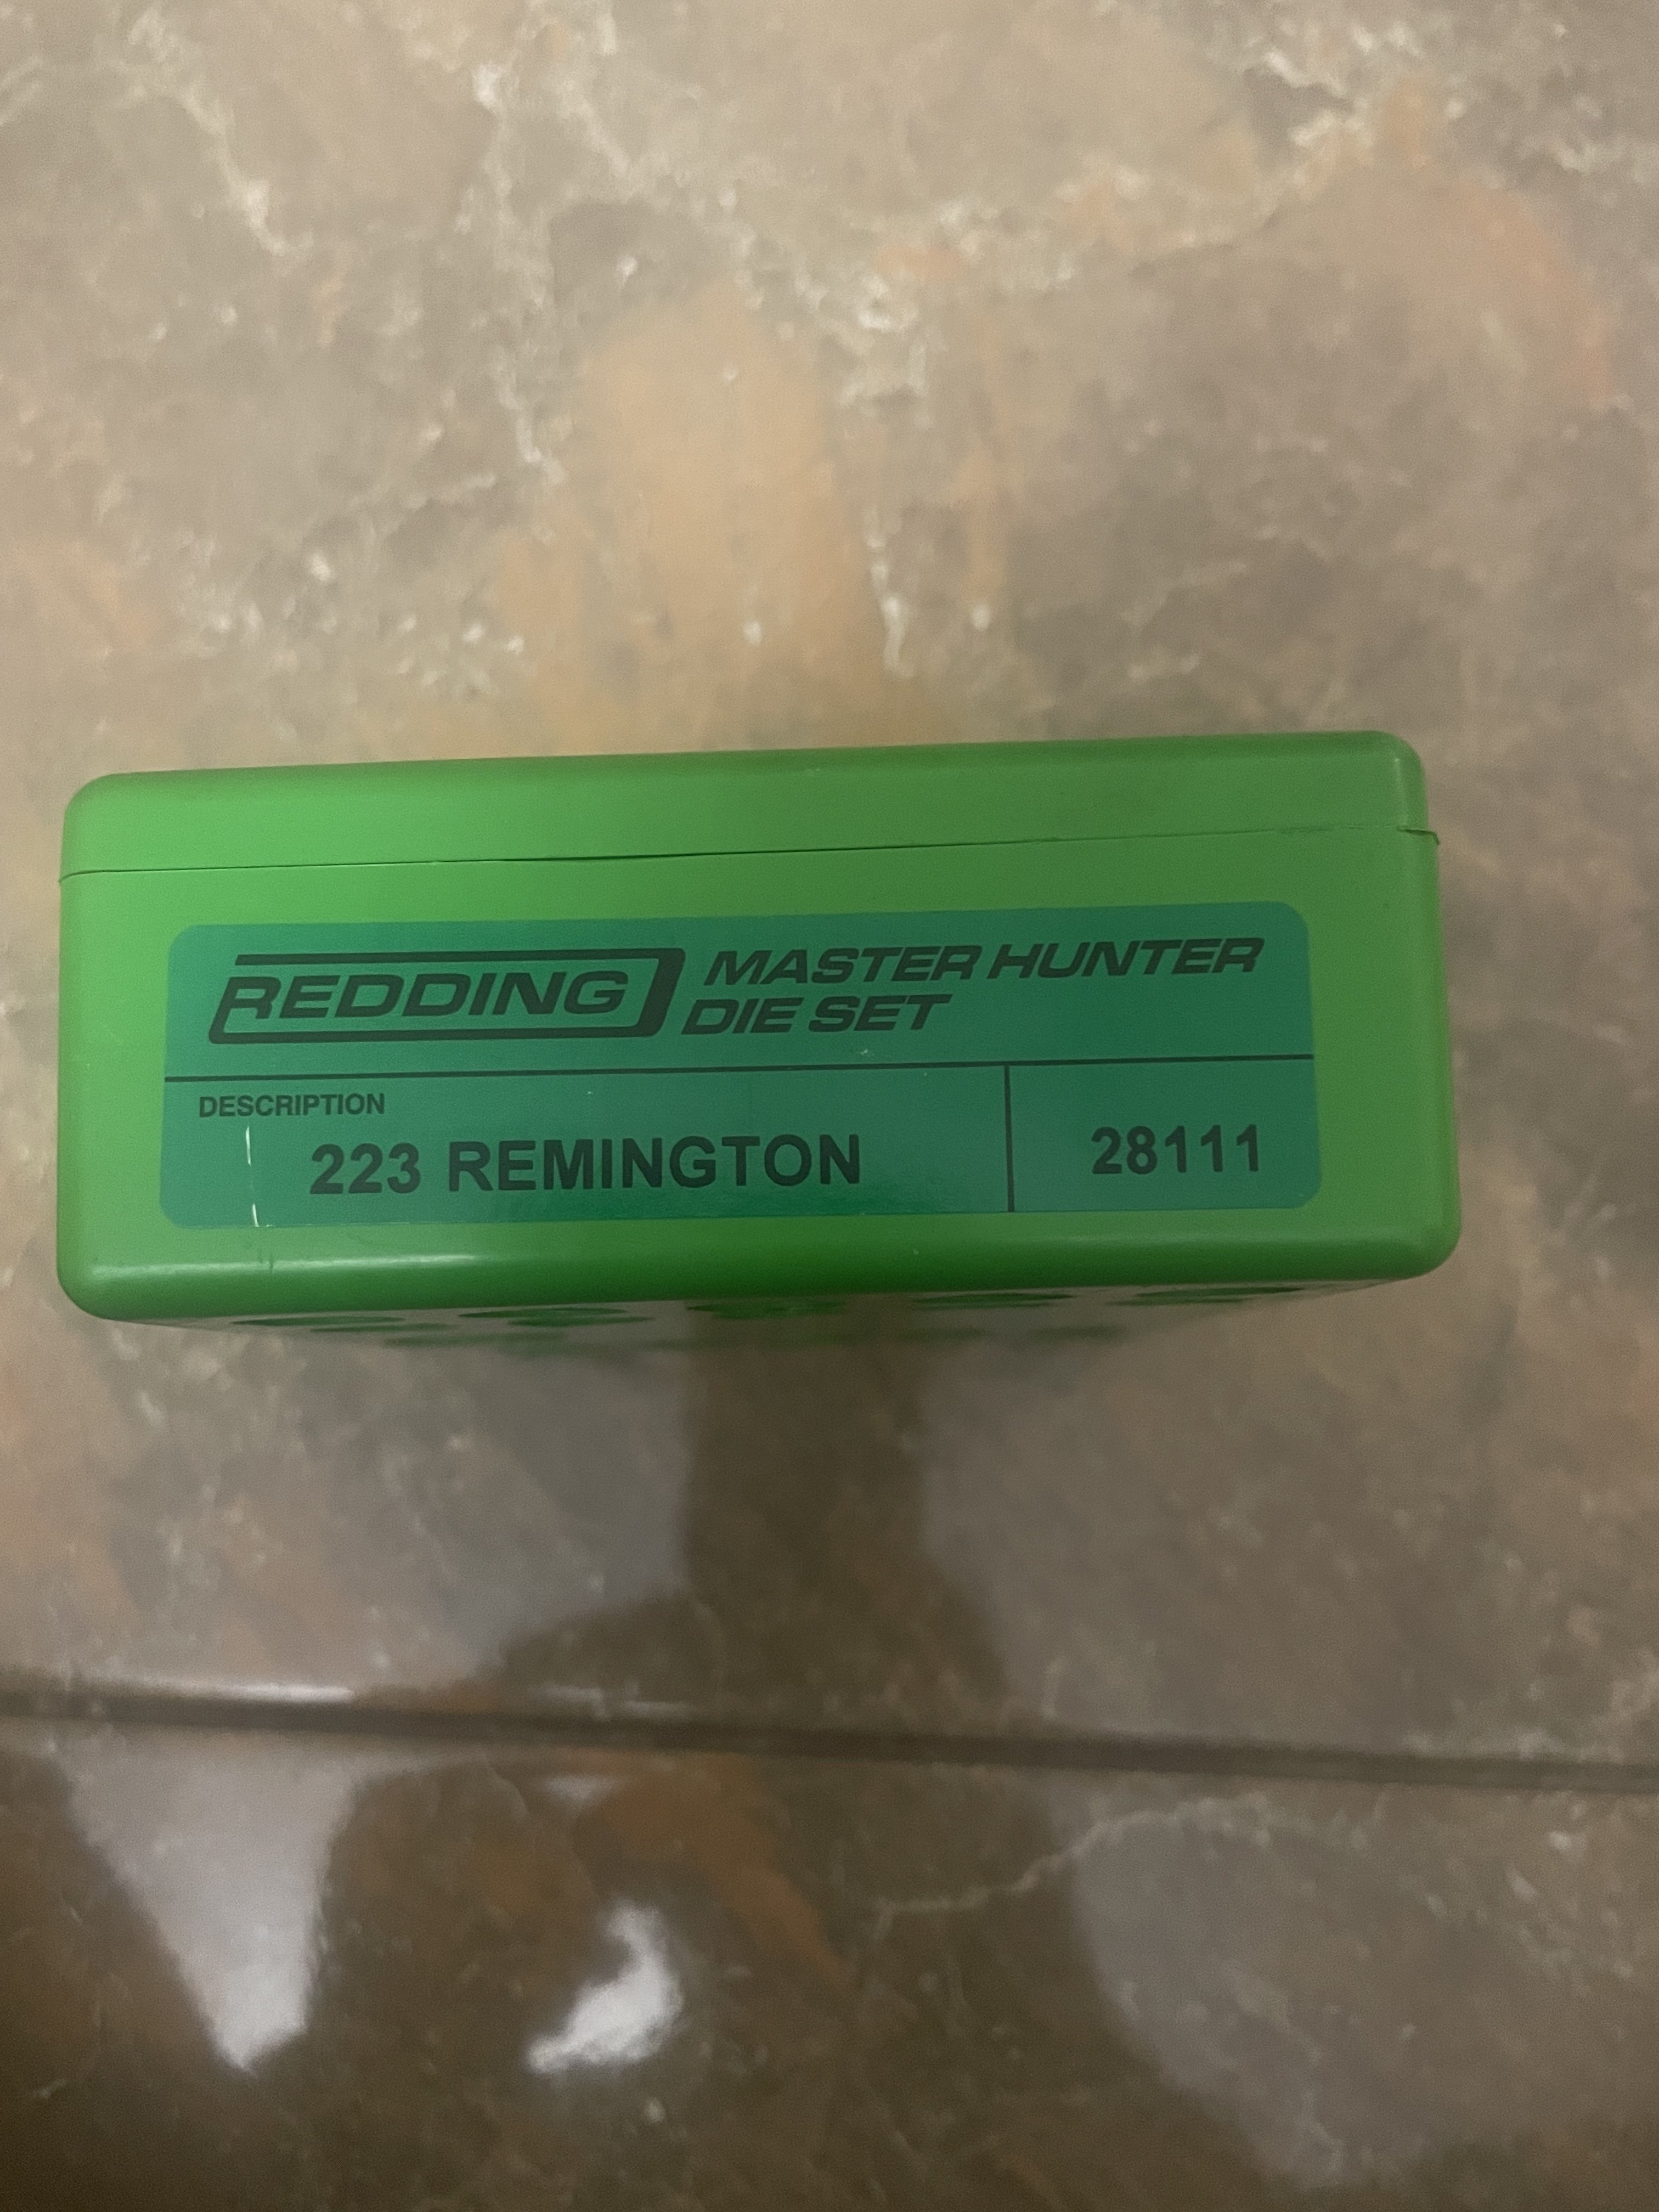 REDDING MASTER HUNTER
DIE SET
DESCRIPTION
223 REMINGTON 28111